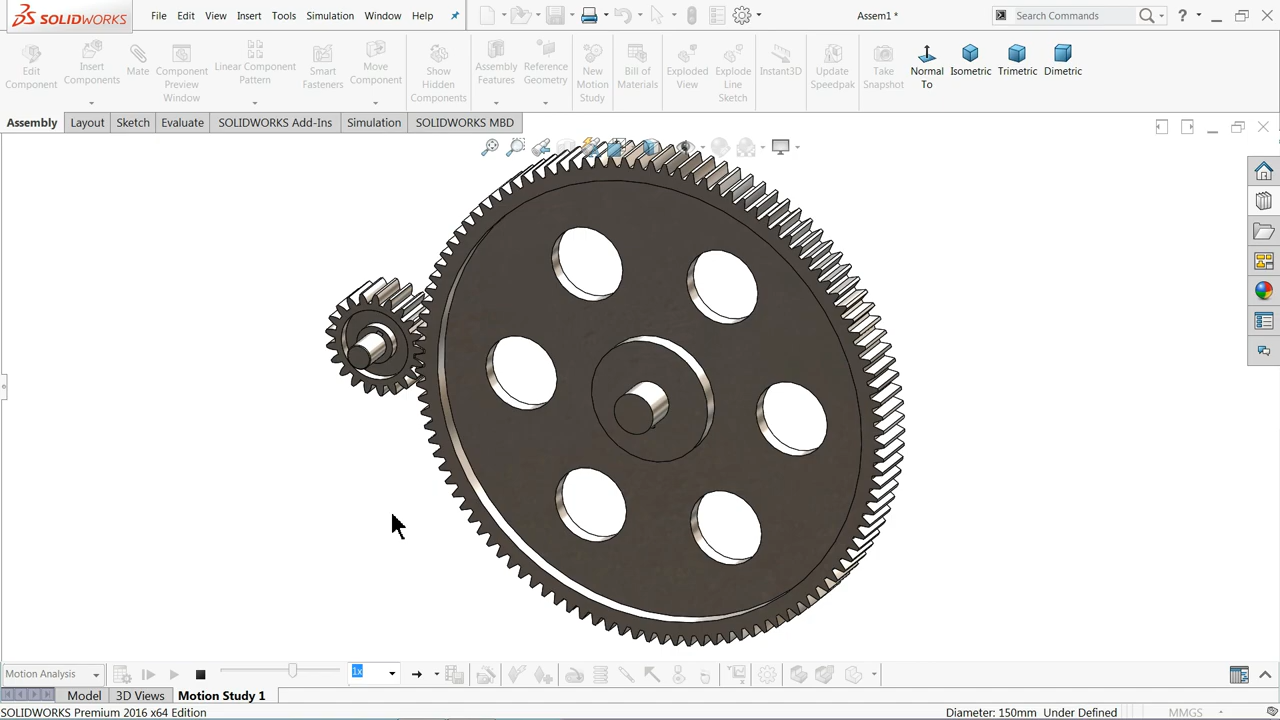 SOLIDWORKS File Edit View Insert Tools Simulation Window Help Assem1 * Search Commands ?
Edit Component
Insert Components
Mate
Component Preview Window
Linear Component Pattern
Smart Fasteners
Move Component
Show Hidden Components
Assembly Features
Reference Geometry
New Motion Study
Bill of Materials
Exploded View
Explode Line Sketch
Instant3D
Update Speedpak
Take Snapshot
Normal To
Isometric
Trimetric
Dimetric
Assembly Layout Sketch Evaluate SOLIDWORKS Add-Ins Simulation SOLIDWORKS MBD
Motion Analysis 1x
Model 3D Views Motion Study 1
SOLIDWORKS Premium 2016 x64 Edition Diameter: 150mm Under Defined MMGS